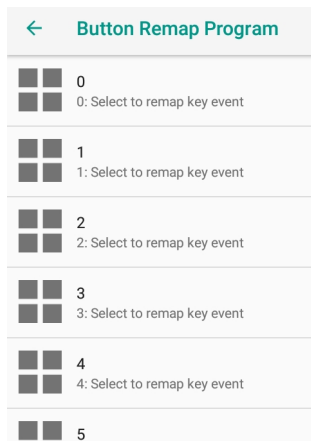 Button Remap Program
0
0: Select to remap key event
1
1: Select to remap key event
2
2: Select to remap key event
3
3: Select to remap key event
4
4: Select to remap key event
5